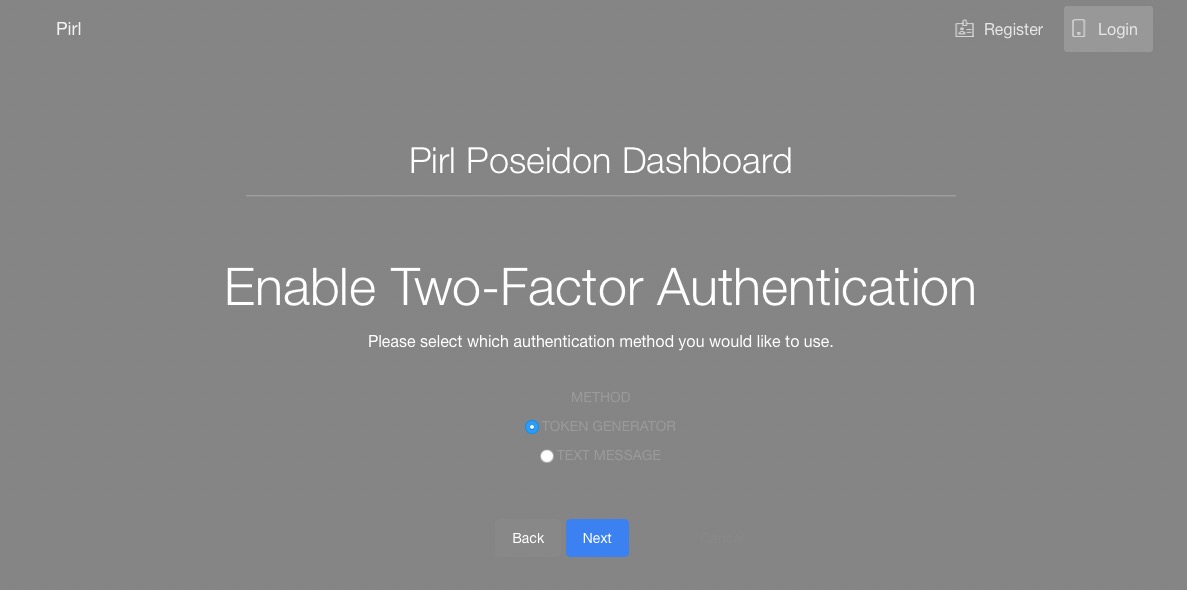 Pirl
Register
Login
Pirl Poseidon Dashboard
Enable Two-Factor Authentication
Please select which authentication method you would like to use.
METHOD
TOKEN GENERATOR
TEXT MESSAGE
Back
Next